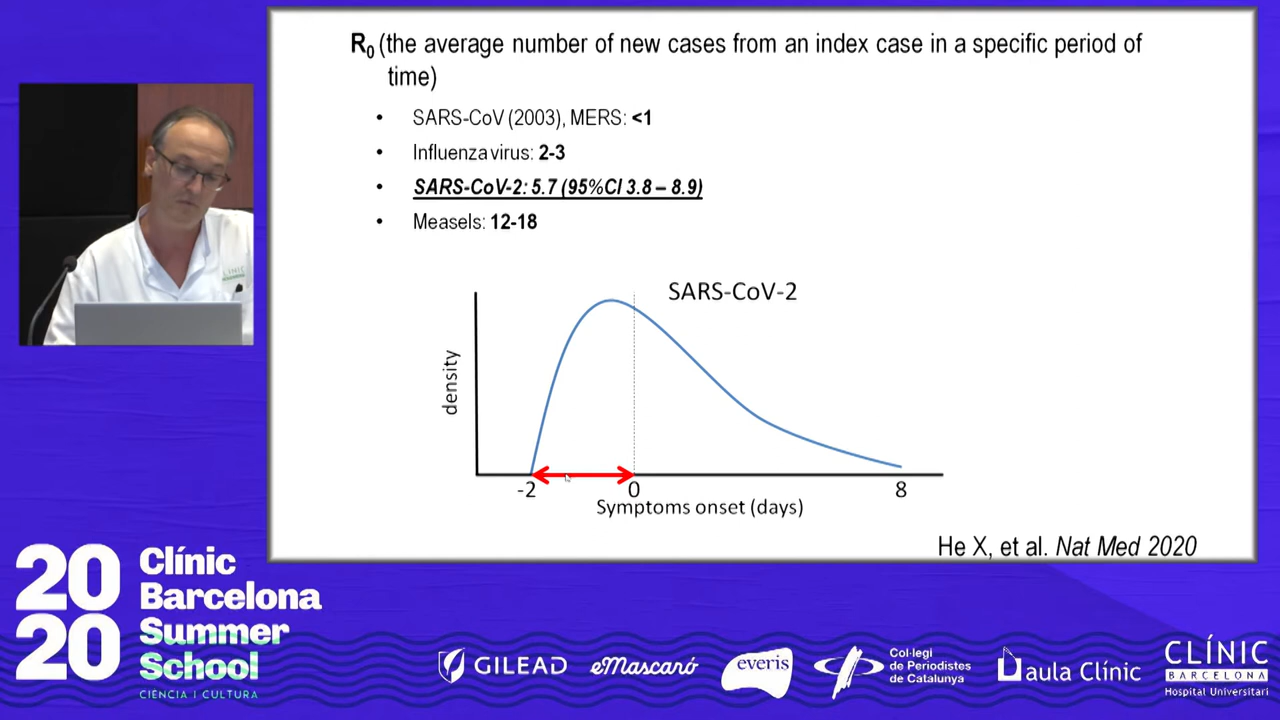 R0 (the average number of new cases from an index case in a specific period of
time)
• SARS-CoV (2003), MERS: <1
• Influenza virus: 2-3
• SARS-CoV-2: 5.7 (95%CI 3.8 – 8.9)
• Measels: 12-18
SARS-CoV-2
density
-2 0 8
Symptoms onset (days)
He X, et al. Nat Med 2020
CLÍNIC
20
20
Clínic
Barcelona
Summer
School
CIÈNCIA I CULTURA
GILEAD
eMascaró
everis
Col·legi
de Periodistes
de Catalunya
aula Clínic
CLÍNIC
BARCELONA
Hospital Universitari